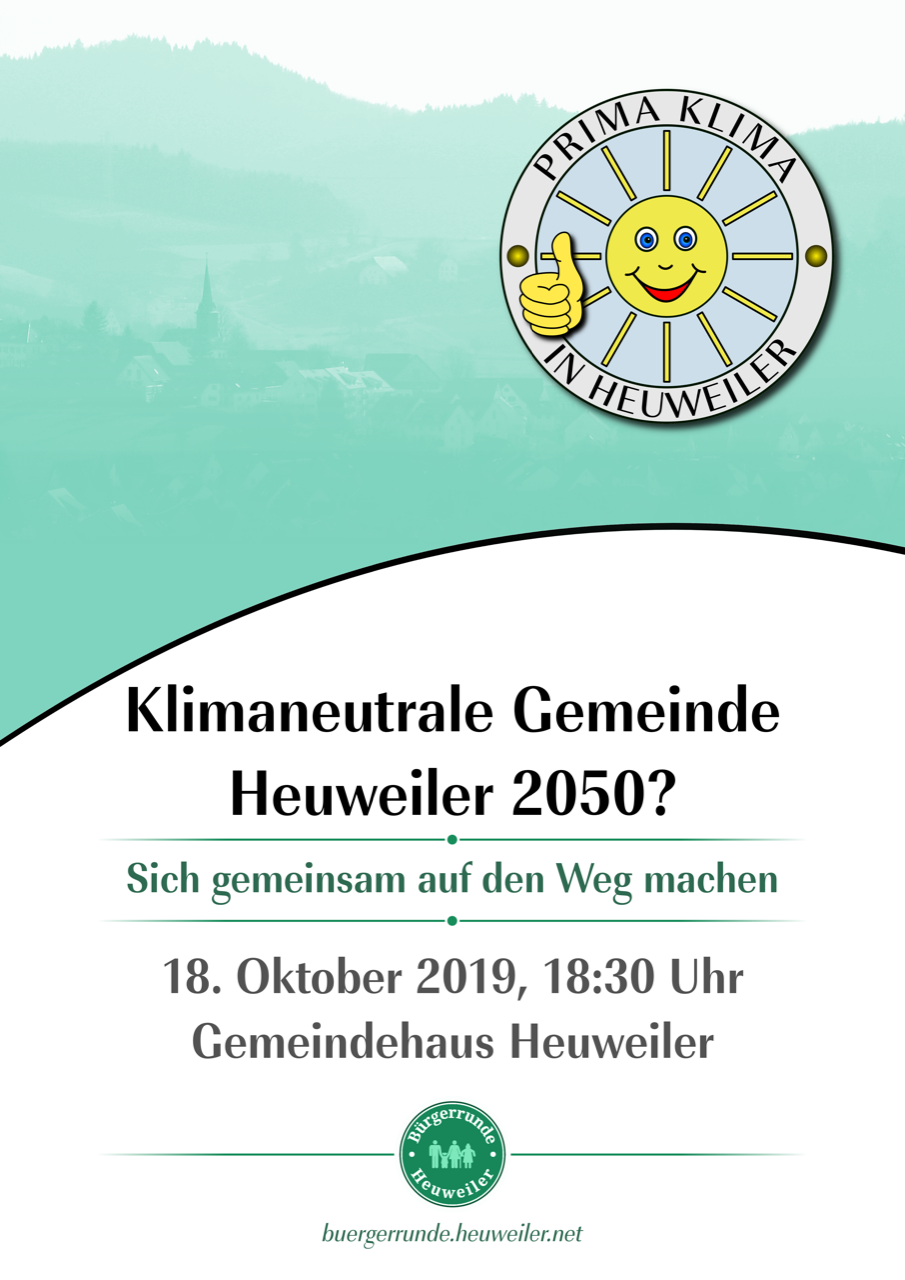 PRIMA KLIMA
IN HEUWEILER
Klimaneutrale Gemeinde
Heuweiler 2050?
Sich gemeinsam auf den Weg machen
18. Oktober 2019, 18:30 Uhr
Gemeindehaus Heuweiler
Bürgerrunde
Heuweiler
buergerrunde.heuweiler.net